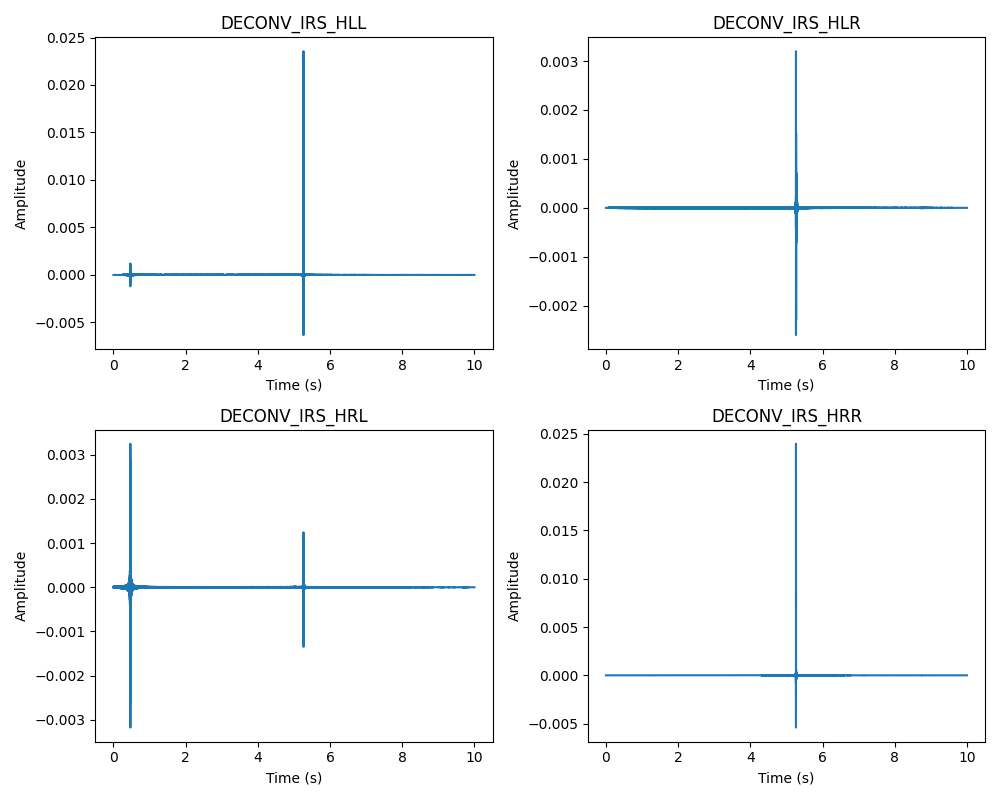 DECONV_IRS_HLL
0.025
0.020
0.015
0.010
0.005
0.000
−0.005
Amplitude
0 2 4 6 8 10
Time (s)
DECONV_IRS_HLR
0.003
0.002
0.001
0.000
−0.001
−0.002
Amplitude
0 2 4 6 8 10
Time (s)
DECONV_IRS_HRL
0.003
0.002
0.001
0.000
−0.001
−0.002
−0.003
Amplitude
0 2 4 6 8 10
Time (s)
DECONV_IRS_HRR
0.025
0.020
0.015
0.010
0.005
0.000
−0.005
Amplitude
0 2 4 6 8 10
Time (s)